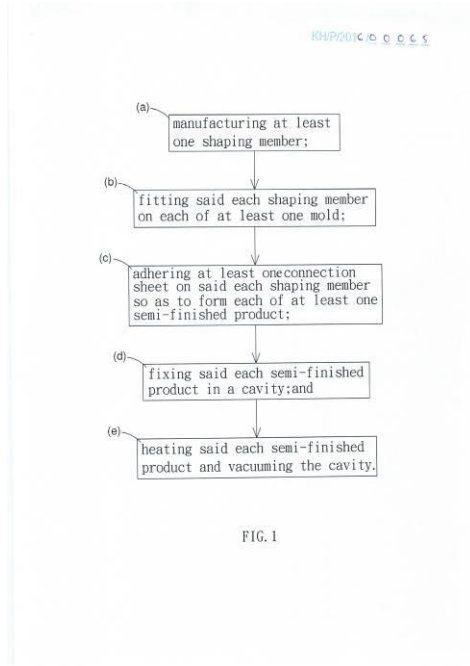 KH/P/2016/00065
(a)
manufacturing at least
one shaping member;
(b)
fitting said each shaping member
on each of at least one mold;
(c)
adhering at least oneconnection
sheet on said each shaping member
so as to form each of at least one
semi-finished product;
(d)
fixing said each semi-finished
product in a cavity;and
(e)
heating said each semi-finished
product and vacuuming the cavity.
FIG. 1